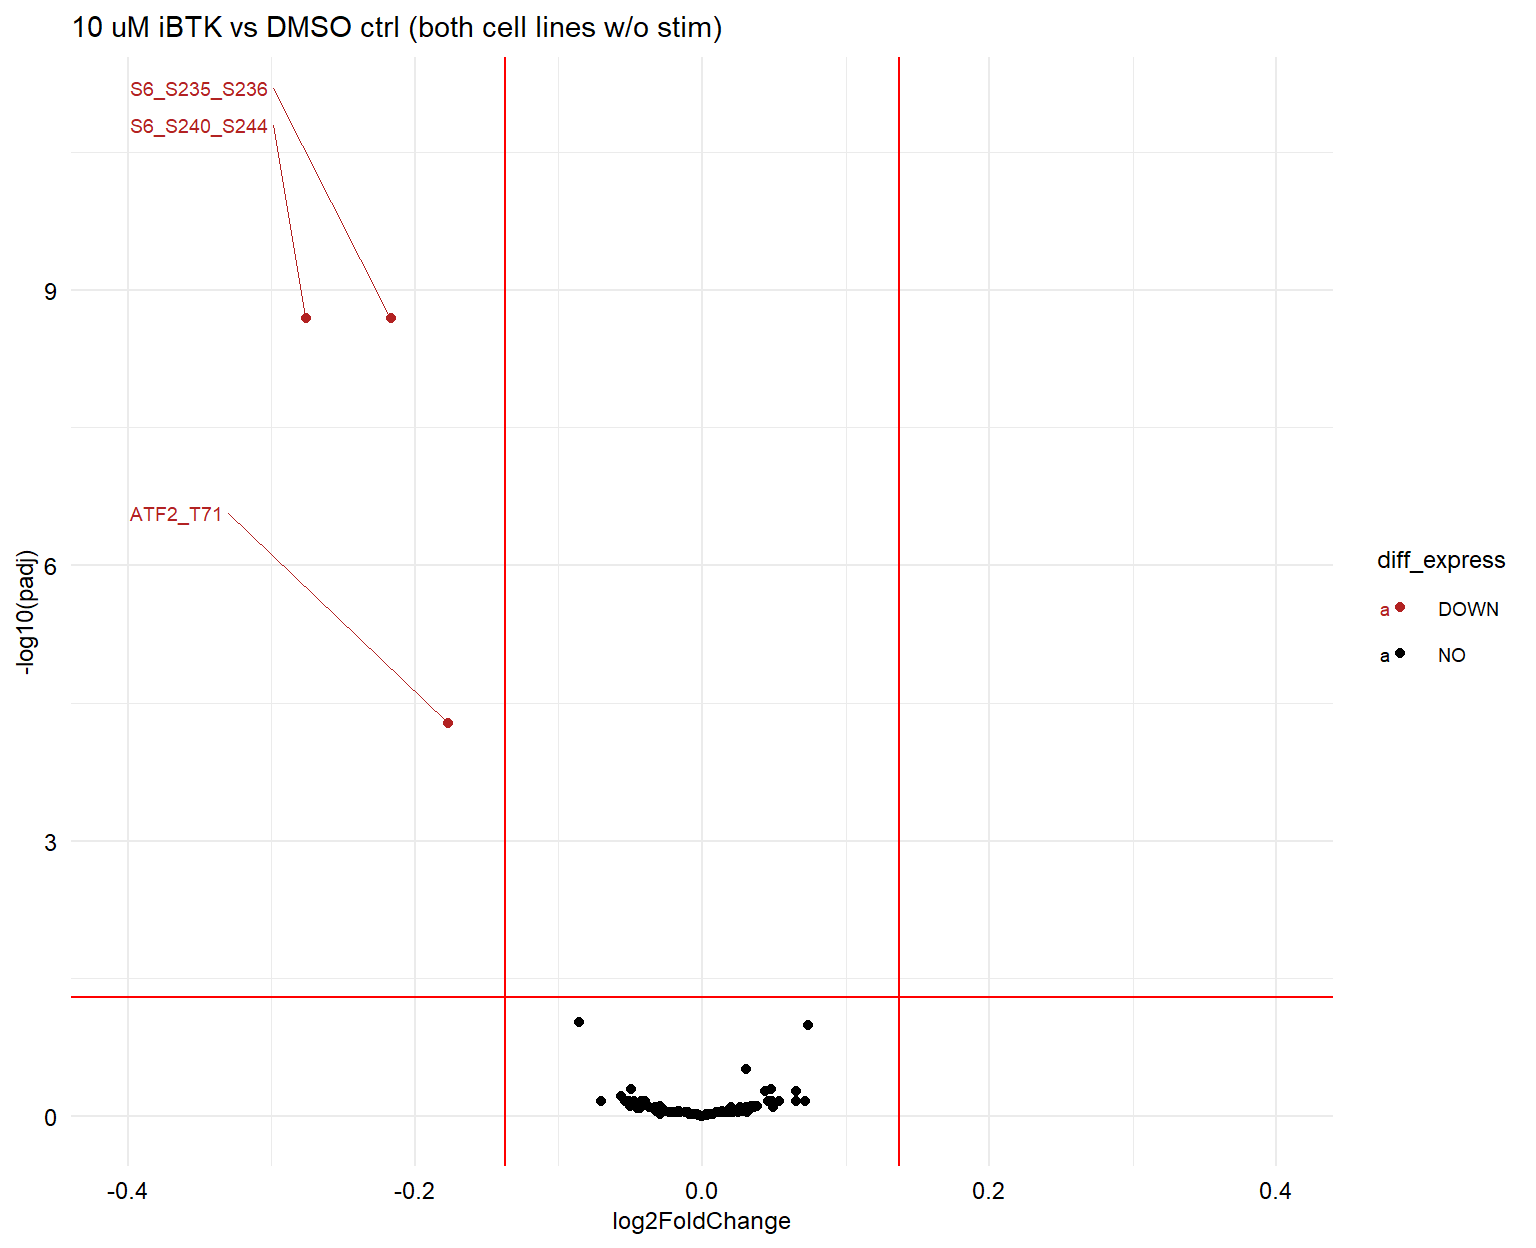 10 uM iBTK vs DMSO ctrl (both cell lines w/o stim)
S6_S235_S236
S6_S240_S244
9
ATF2_T71
6
-log10(padj)
3
0
-0.4
-0.2
0.0
0.2
0.4
log2FoldChange
diff_express
a DOWN
a NO